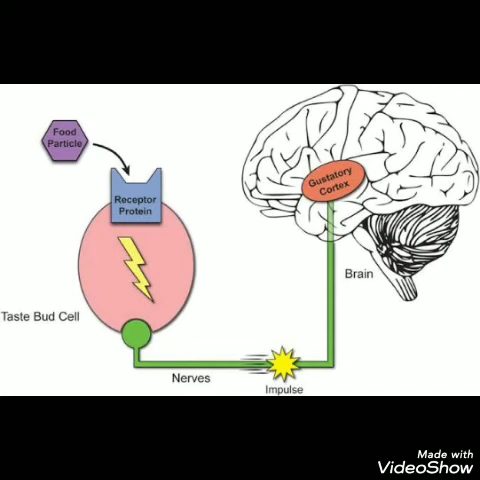 Food
Particle
Receptor
Protein
Gustatory
Cortex
Brain
Taste Bud Cell
Nerves
Impulse
Made with
VideoShow